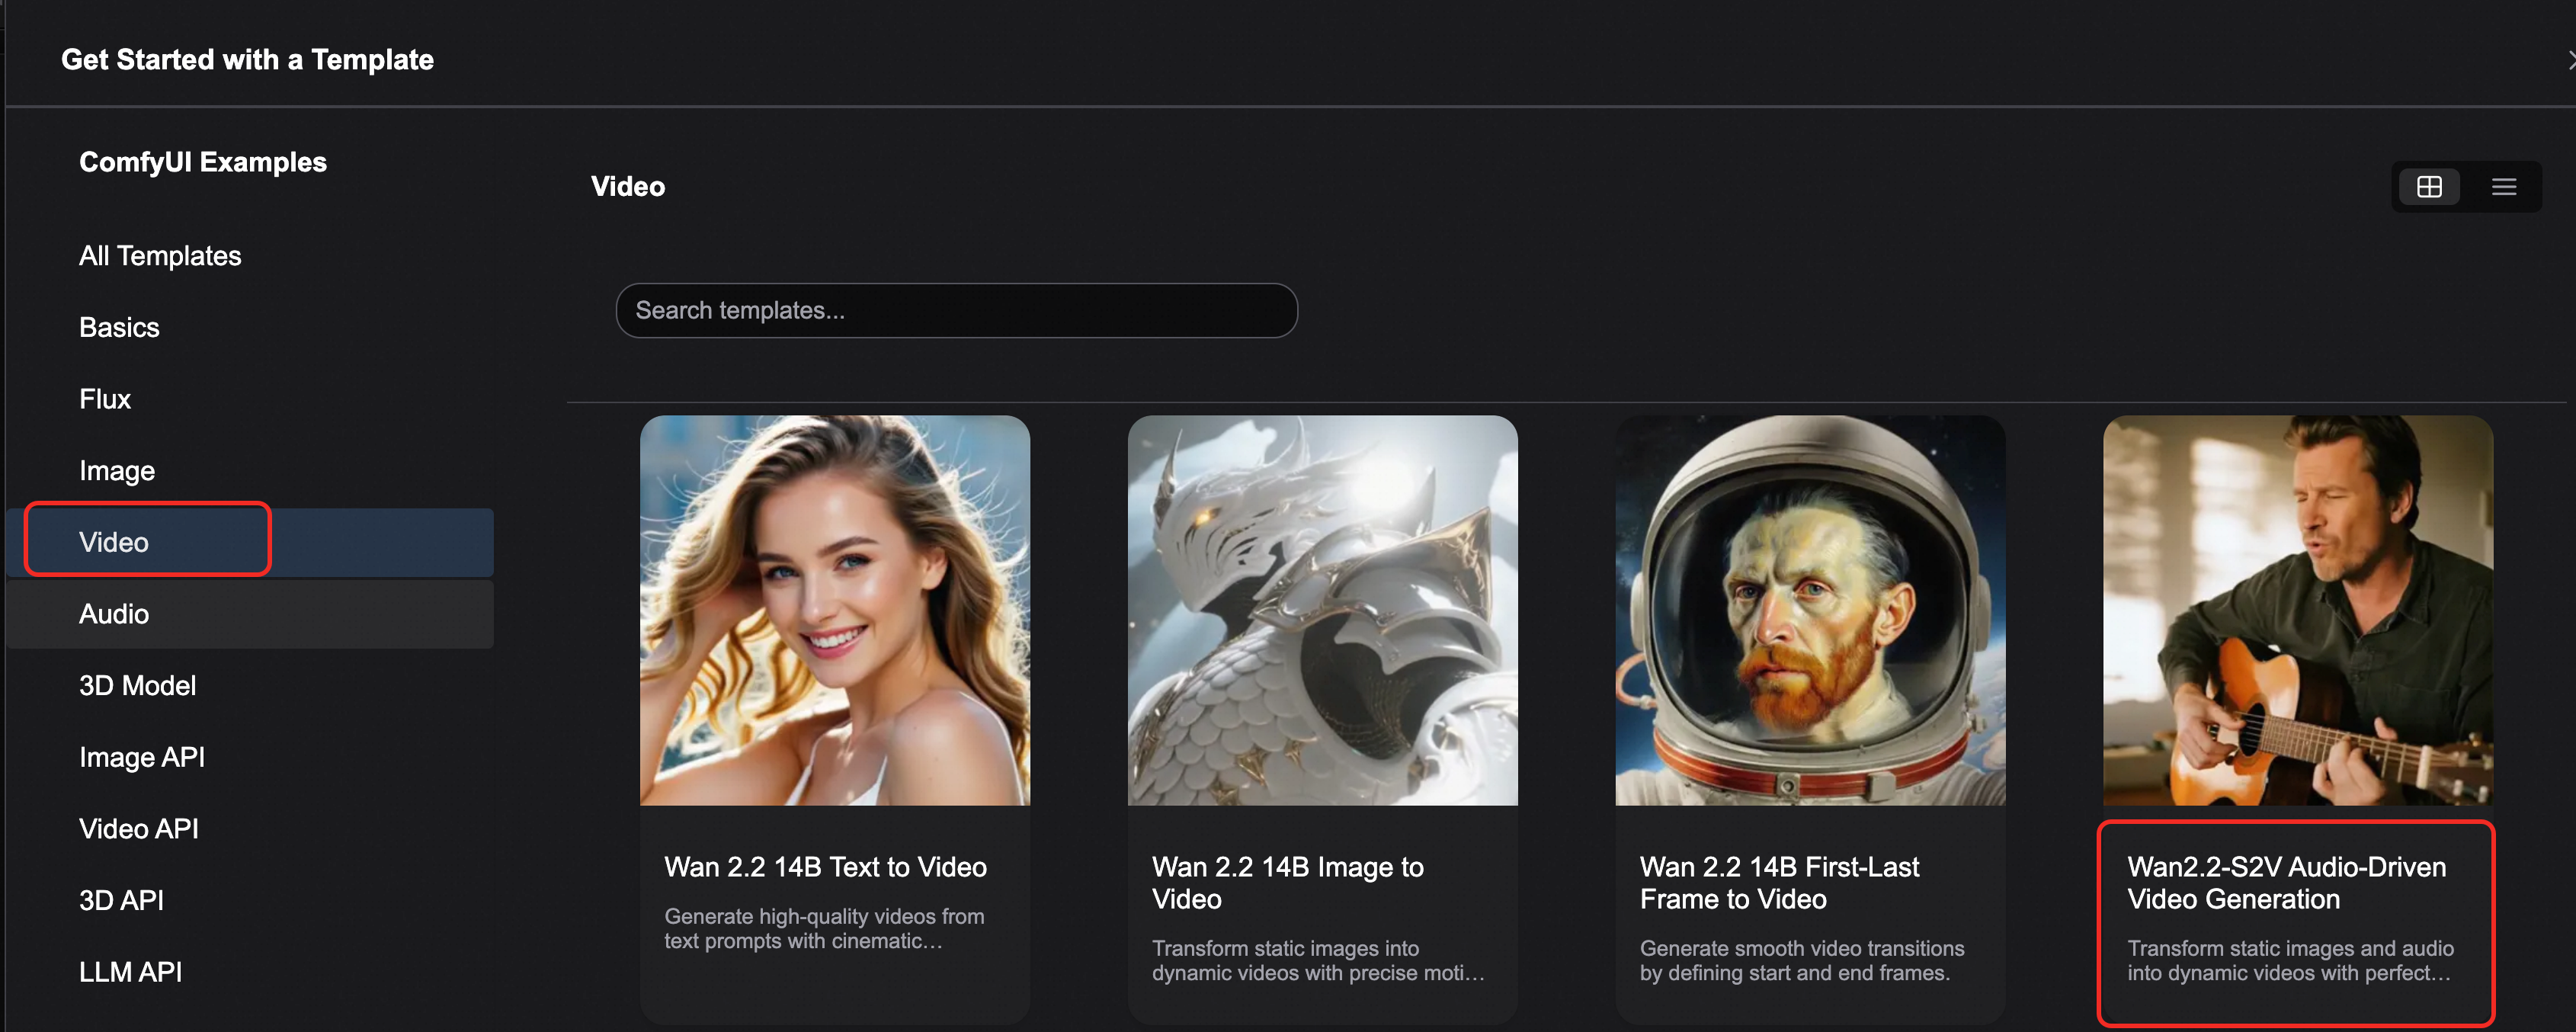 Get Started with a Template
ComfyUI Examples
All Templates
Basics
Flux
Image
Video
Audio
3D Model
Image API
Video API
3D API
LLM API
Video
Search templates...
Wan 2.2 14B Text to Video
Generate high-quality videos from
text prompts with cinematic…
Wan 2.2 14B Image to
Video
Transform static images into
dynamic videos with precise moti…
Wan 2.2 14B First-Last
Frame to Video
Generate smooth video transitions
by defining start and end frames.
Wan2.2-S2V Audio-Driven
Video Generation
Transform static images and audio
into dynamic videos with perfect…